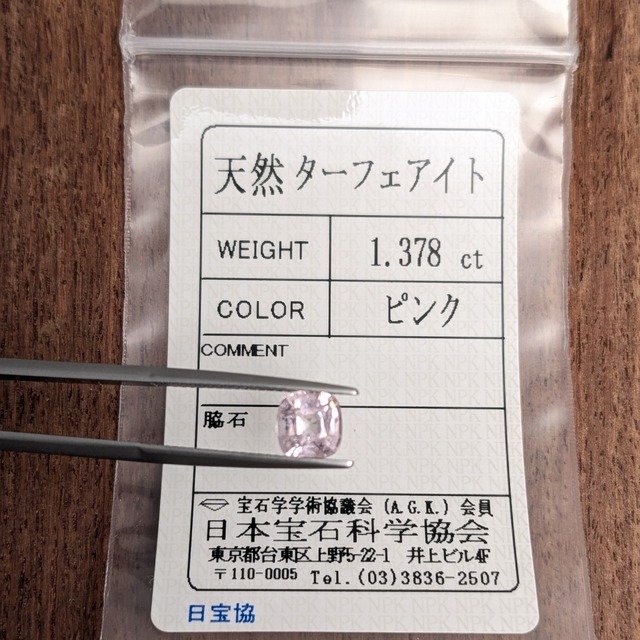 天然 ターフェアイト
WEIGHT 1.378 ct
COLOR ピンク
COMMENT
脇石
宝石学学術協議会 (A.G.K.) 会員
日本宝石科学協会
東京都台東区上野5-22-1 井上ビル4F
〒110-0005 Tel.(03)3836-2507
日宝協